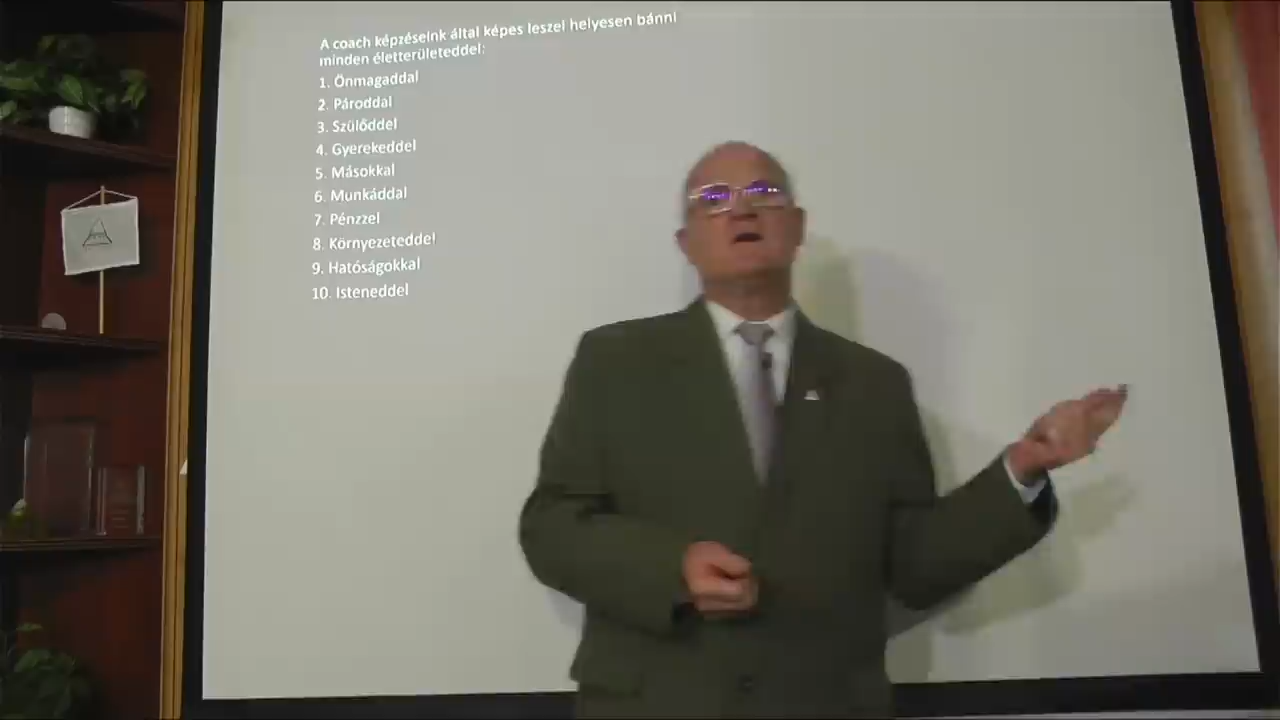 A coach képzéseink által képes leszel helyesen bánni
minden életterületeddel:
1. Önmagaddal
2. Pároddal
3. Szülőddel
4. Gyerekeddel
5. Másokkal
6. Munkáddal
7. Pénzzel
8. Környezeteddel
9. Hatóságokkal
10. Isteneddel